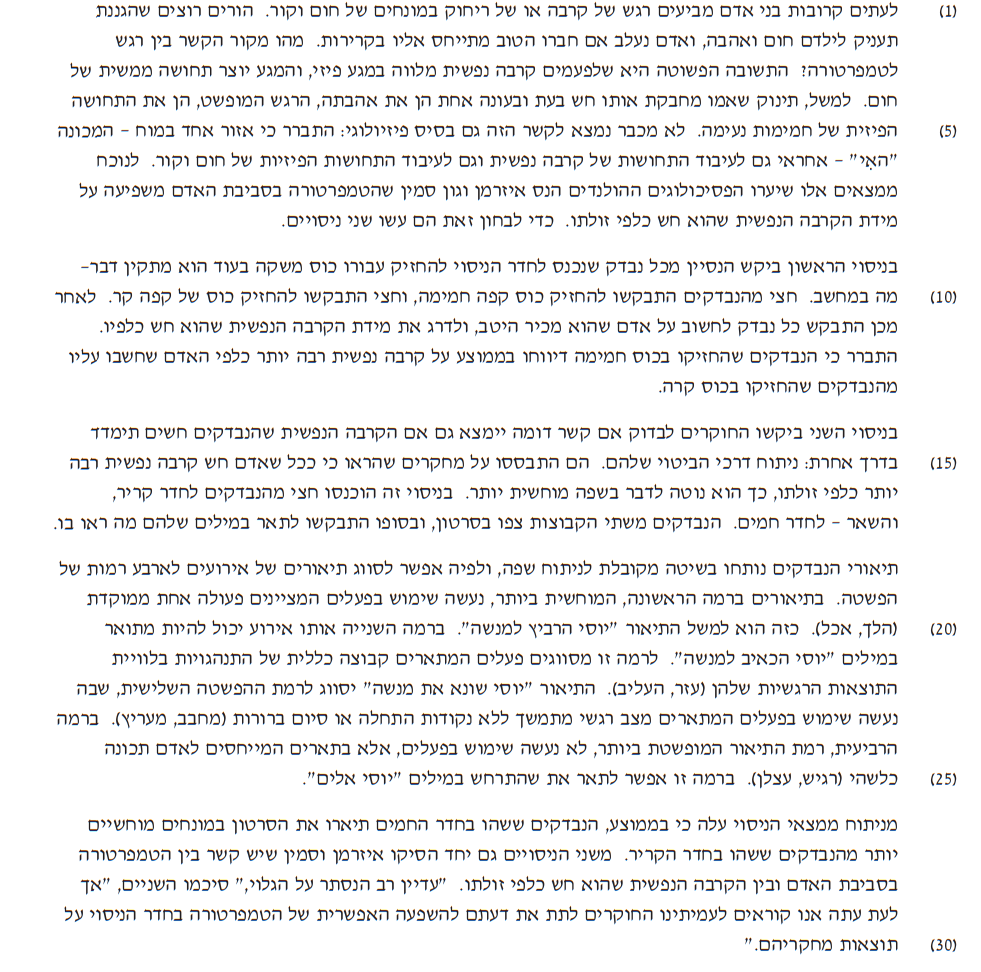 לעתים קרובות בני אדם מביעים רגש של קרבה או של ריחוק במונחים של חום וקור. הורים רוצים שהגננת (1)
תעניק לילדם חום ואהבה, ואדם נעלב אם חברו הטוב מתייחס אליו בקרירות. מהו מקור הקשר בין רגש
לטמפרטורה? התשובה הפשוטה היא שלפעמים קרבה נפשית מלווה במגע פיזי, והמגע יוצר תחושה ממשית של
חום. למשל, תינוק שאמו מחבקת אותו חש בעת ובעונה אחת הן את אהבתה, הרגש המופשט, הן את התחושה
הפיזית של חמימות נעימה. לא מכבר נמצא לקשר הזה גם בסיס פיזיולוגי: התברר כי אזור אחד במוח – המכונה (5)
"האִי" – אחראי גם לעיבוד התחושות של קרבה נפשית וגם לעיבוד התחושות הפיזיות של חום וקור. לנוכח
ממצאים אלו שיערו הפסיכולוגים ההולנדים הנס איזרמן וגון סמין שהטמפרטורה בסביבת האדם משפיעה על
מידת הקרבה הנפשית שהוא חש כלפי זולתו. כדי לבחון זאת הם עשו שני ניסויים.
בניסוי הראשון ביקש הנסיין מכל נבדק שנכנס לחדר הניסוי להחזיק עבורו כוס משקה בעוד הוא מתקין דבר-
מה במחשב. חצי מהנבדקים התבקשו להחזיק כוס קפה חמימה, וחצי התבקשו להחזיק כוס של קפה קר. לאחר (10)
מכן התבקש כל נבדק לחשוב על אדם שהוא מכיר היטב, ולדרג את מידת הקרבה הנפשית שהוא חש כלפיו.
התברר כי הנבדקים שהחזיקו בכוס חמימה דיווחו בממוצע על קרבה נפשית רבה יותר כלפי האדם שחשבו עליו
מהנבדקים שהחזיקו בכוס קרה.
בניסוי השני ביקשו החוקרים לבדוק אם קשר דומה יימצא גם אם הקרבה הנפשית שהנבדקים חשים תימדד
בדרך אחרת: ניתוח דרכי הביטוי שלהם. הם התבססו על מחקרים שהראו כי ככל שאדם חש קרבה נפשית רבה (15)
יותר כלפי זולתו, כך הוא נוטה לדבר בשפה מוחשית יותר. בניסוי זה הוכנסו חצי מהנבדקים לחדר קריר,
והשאר – לחדר חמים. הנבדקים משתי הקבוצות צפו בסרטון, ובסופו התבקשו לתאר במילים שלהם מה ראו בו.
תיאורי הנבדקים נותחו בשיטה מקובלת לניתוח שפה, ולפיה אפשר לסווג תיאורים של אירועים לארבע רמות של
הפשטה. בתיאורים ברמה הראשונה, המוחשית ביותר, נעשה שימוש בפעלים המציינים פעולה אחת ממוקדת
(הלך, אכל). כזה הוא למשל התיאור "יוסי הרביץ למנשה". ברמה השנייה אותו אירוע יכול להיות מתואר (20)
במילים "יוסי הכאיב למנשה". לרמה זו מסווגים פעלים המתארים קבוצה כללית של התנהגויות בלוויית
התוצאות הרגשיות שלהן (עזר, העליב). התיאור "יוסי שונא את מנשה" יסווג לרמת ההפשטה השלישית, שבה
נעשה שימוש בפעלים המתארים מצב רגשי מתמשך ללא נקודות התחלה או סיום ברורות (מחבב, מעריץ). ברמה
הרביעית, רמת התיאור המופשטת ביותר, לא נעשה שימוש בפעלים, אלא בתארים המייחסים לאדם תכונה
כלשהי (רגיש, עצלן). ברמה זו אפשר לתאר את שהתרחש במילים "יוסי אלים". (25)
מניתוח ממצאי הניסוי עלה כי בממוצע, הנבדקים ששהו בחדר החמים תיארו את הסרטון במונחים מוחשיים
יותר מהנבדקים ששהו בחדר הקריר. משני הניסויים גם יחד הסיקו איזרמן וסמין שיש קשר בין הטמפרטורה
בסביבת האדם ובין הקרבה הנפשית שהוא חש כלפי זולתו. "עדיין רב הנסתר על הגלוי," סיכמו השניים, "אך
לעת עתה אנו קוראים לעמיתינו החוקרים לתת את דעתם להשפעה האפשרית של הטמפרטורה בחדר הניסוי על
תוצאות מחקריהם." (30)